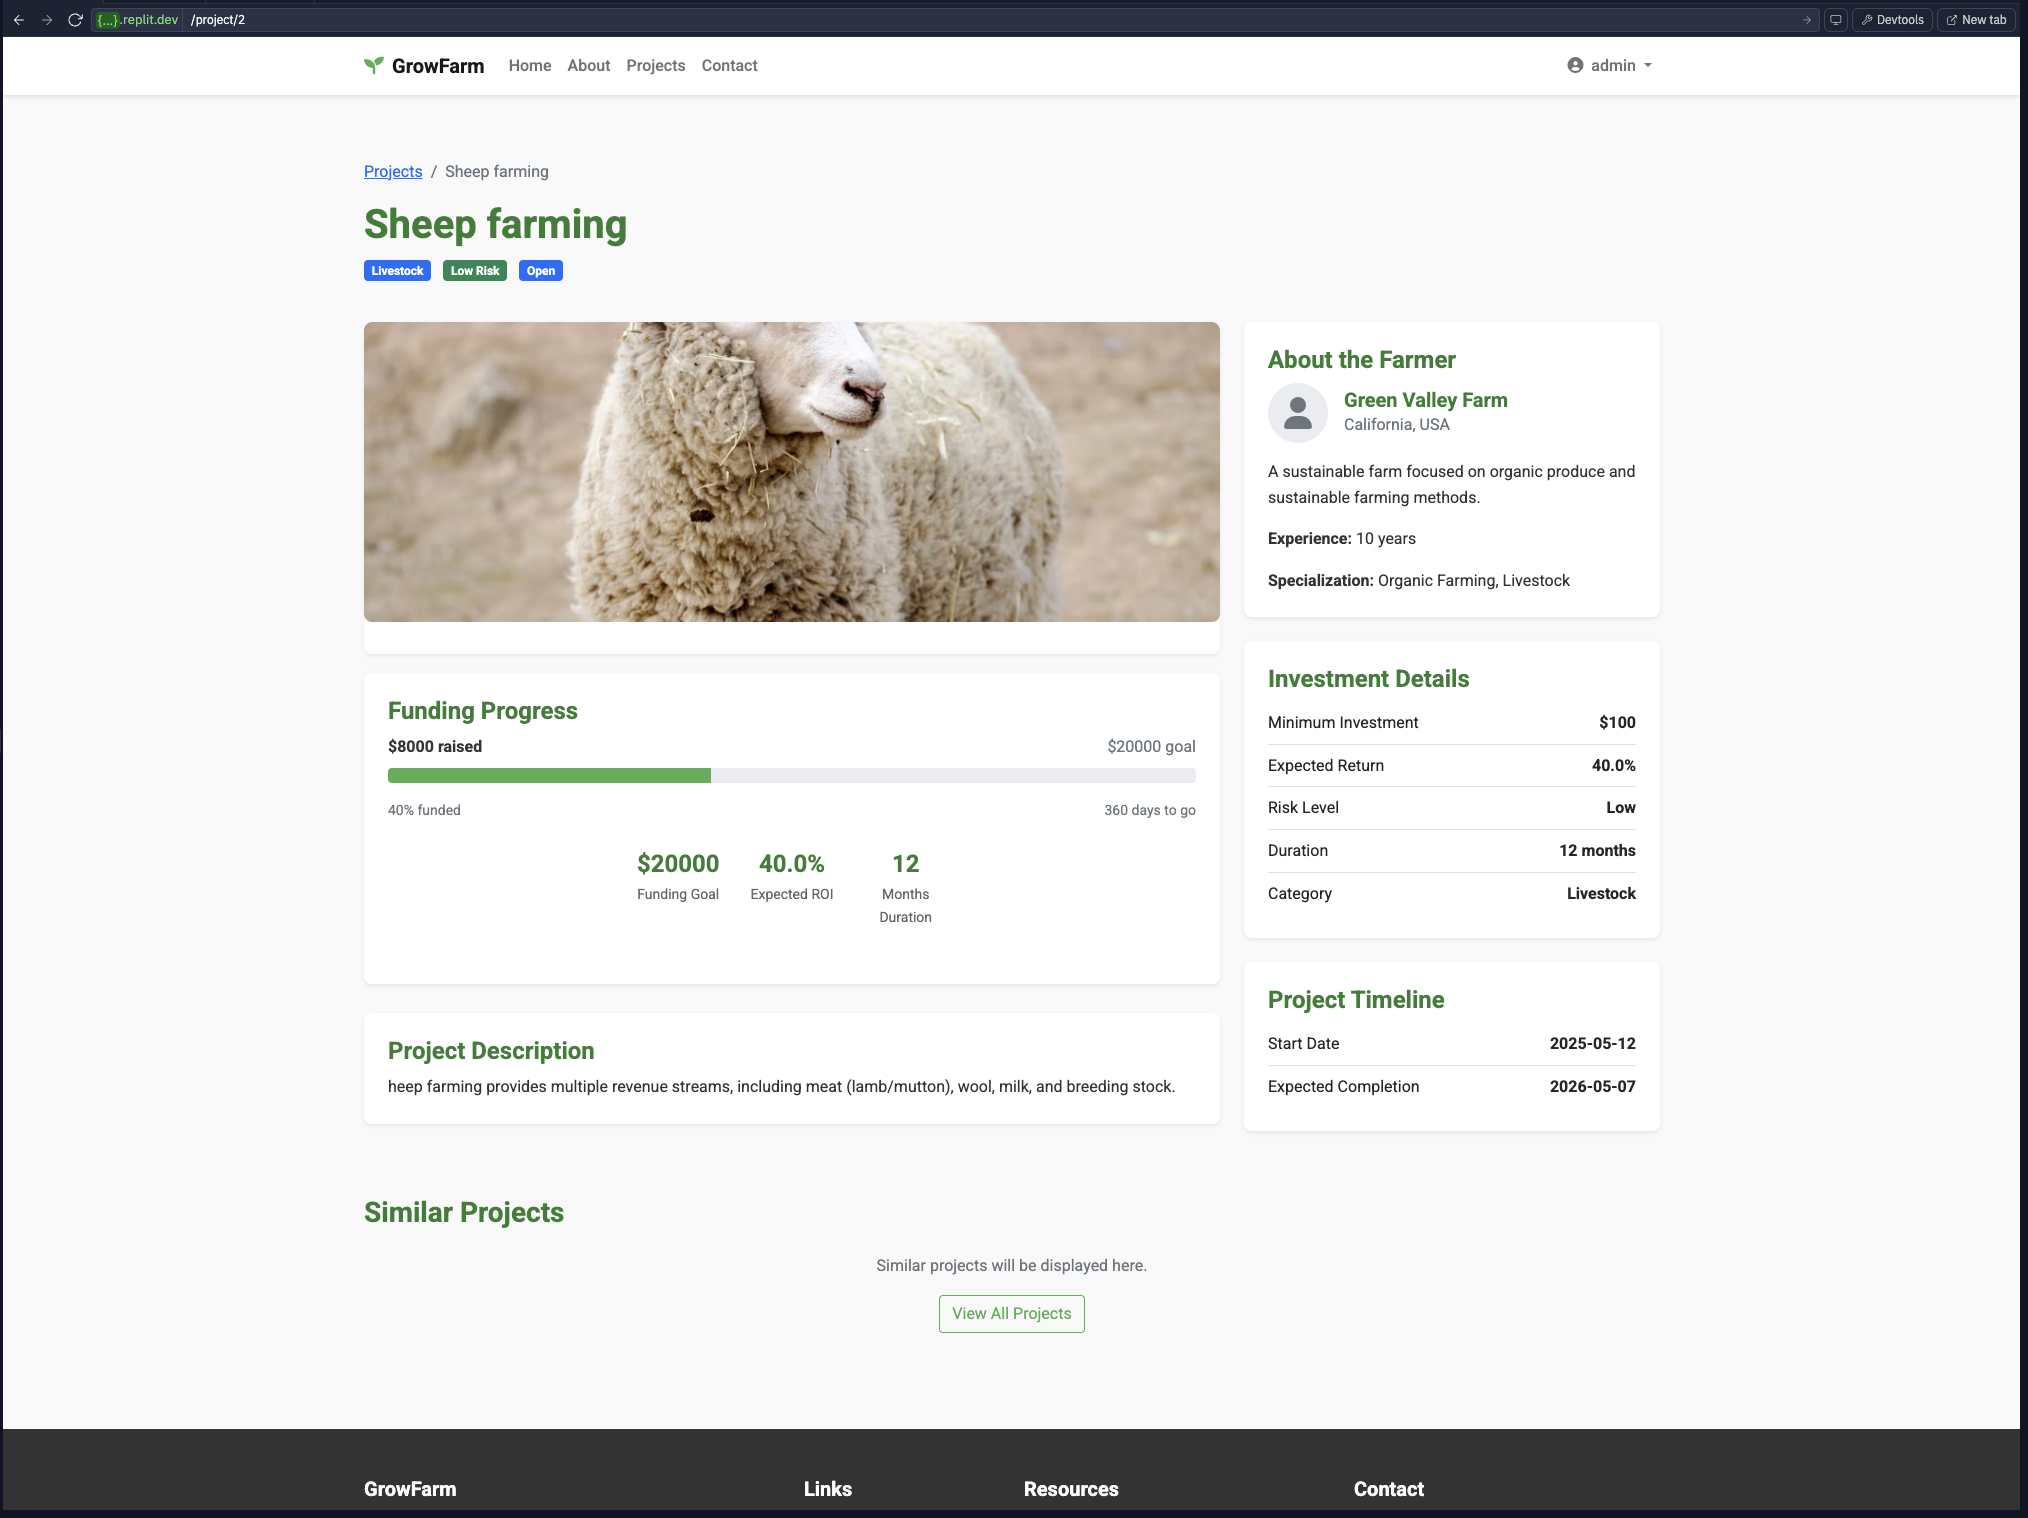 {...}.replit.dev /project/2 Devtools New tab
GrowFarm Home About Projects Contact admin
Projects / Sheep farming
Sheep farming
Livestock Low Risk Open
About the Farmer
Green Valley Farm
California, USA
A sustainable farm focused on organic produce and
sustainable farming methods.
Experience: 10 years
Specialization: Organic Farming, Livestock
Funding Progress
$8000 raised $20000 goal
40% funded 360 days to go
$20000 40.0% 12
Funding Goal Expected ROI Months
Duration
Investment Details
Minimum Investment $100
Expected Return 40.0%
Risk Level Low
Duration 12 months
Category Livestock
Project Description
heep farming provides multiple revenue streams, including meat (lamb/mutton), wool, milk, and breeding stock.
Project Timeline
Start Date 2025-05-12
Expected Completion 2026-05-07
Similar Projects
Similar projects will be displayed here.
View All Projects
GrowFarm Links Resources Contact